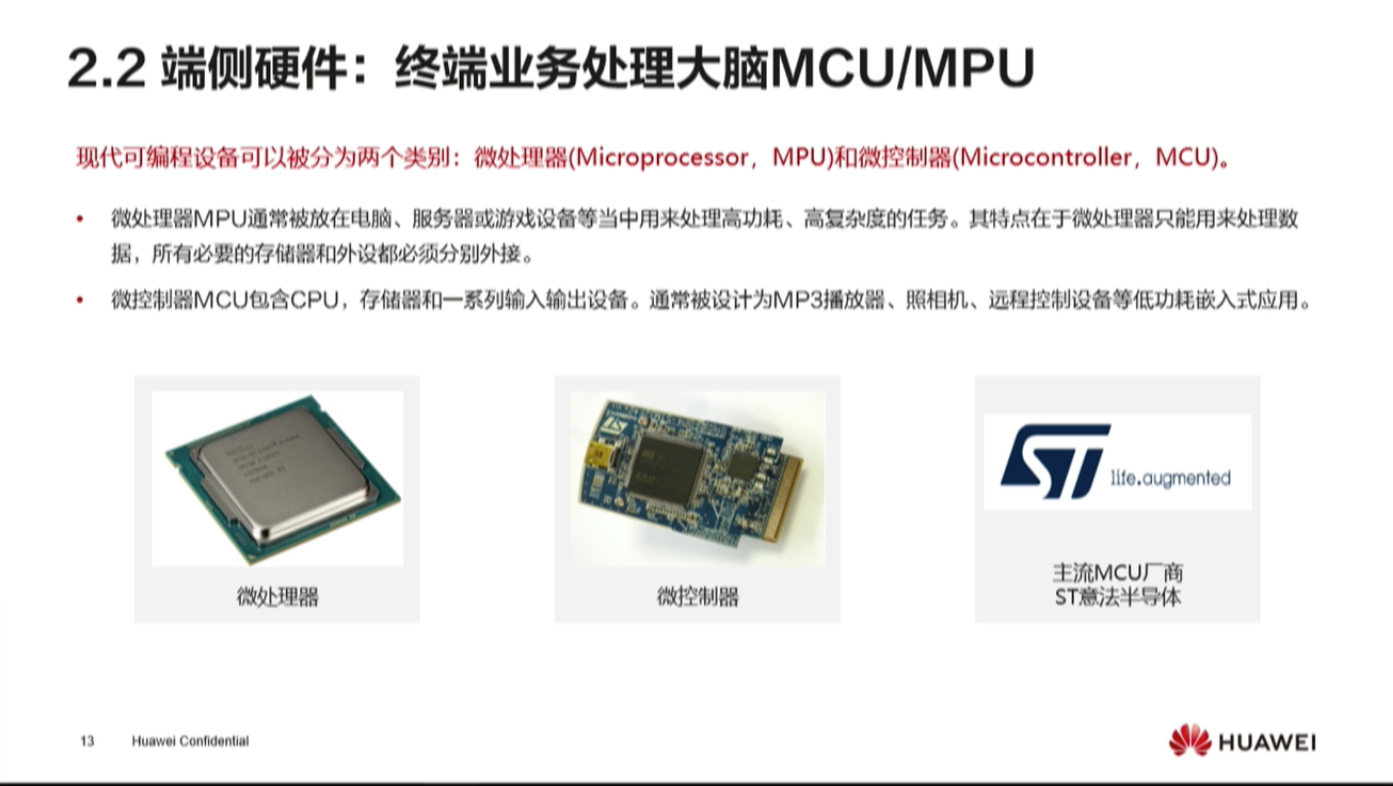 2.2 端侧硬件：终端业务处理大脑MCU/MPU
现代可编程设备可以被分为两个类别：微处理器(Microprocessor，MPU)和微控制器(Microcontroller，MCU)。
• 微处理器MPU通常被放在电脑、服务器或游戏设备等当中用来处理高功耗、高复杂度的任务。其特点在于微处理器只能用来处理数
据，所有必要的存储器和外设都必须分别外接。
• 微控制器MCU包含CPU，存储器和一系列输入输出设备。通常被设计为MP3播放器、照相机、远程控制设备等低功耗嵌入式应用。
微处理器
微控制器
ST life.augmented
主流MCU厂商
ST意法半导体
13 Huawei Confidential
HUAWEI